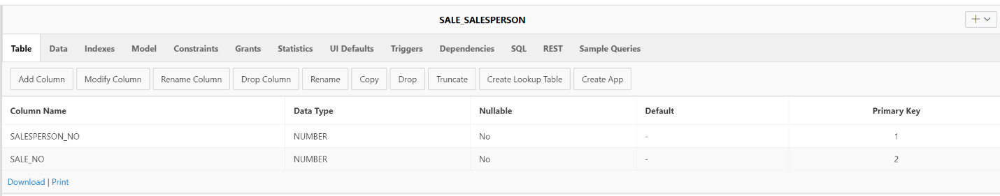 SALE_SALESPERSON
Table Data Indexes Model Constraints Grants Statistics UI Defaults Triggers Dependencies SQL REST Sample Queries
Add Column Modify Column Rename Column Drop Column Rename Copy Drop Truncate Create Lookup Table Create App
Column Name Data Type Nullable Default Primary Key
SALESPERSON_NO NUMBER No - 1
SALE_NO NUMBER No - 2
Download | Print